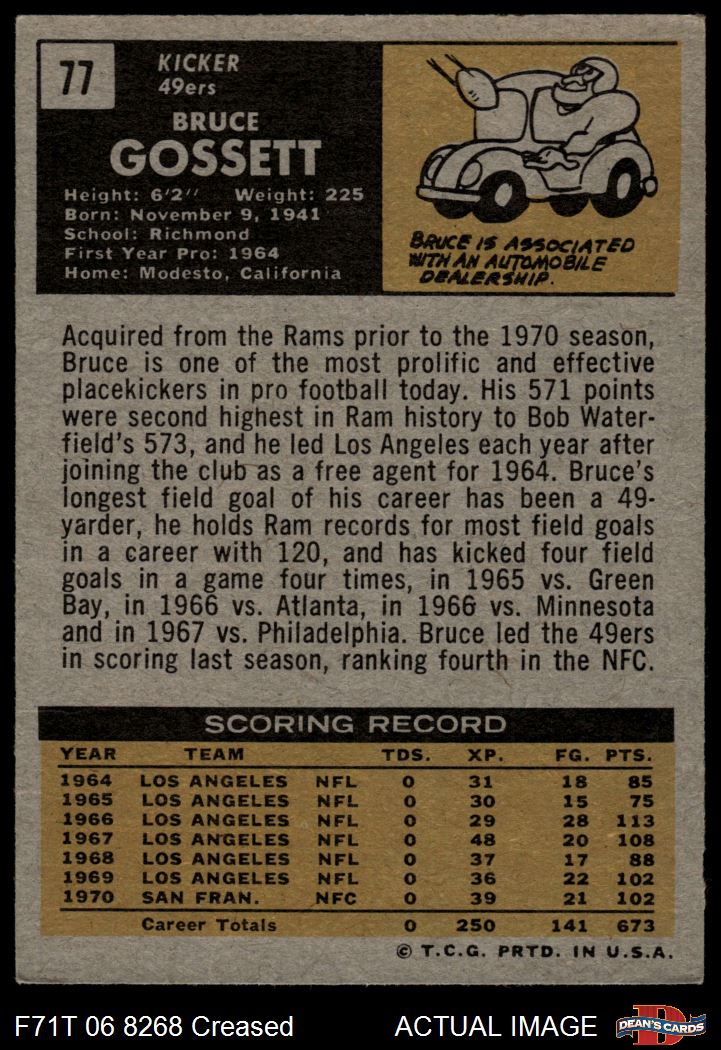 77
KICKER
49ers
BRUCE
GOSSETT
Height: 6'2" Weight: 225
Born: November 9, 1941
School: Richmond
First Year Pro: 1964
Home: Modesto, California
BRUCE IS ASSOCIATED
WITH AN AUTOMOBILE
DEALERSHIP.
Acquired from the Rams prior to the 1970 season,
Bruce is one of the most prolific and effective
placekickers in pro football today. His 571 points
were second highest in Ram history to Bob Water-
field's 573, and he led Los Angeles each year after
joining the club as a free agent for 1964. Bruce's
longest field goal of his career has been a 49-
yarder, he holds Ram records for most field goals
in a career with 120, and has kicked four field
goals in a game four times, in 1965 vs. Green
Bay, in 1966 vs. Atlanta, in 1966 vs. Minnesota
and in 1967 vs. Philadelphia. Bruce led the 49ers
in scoring last season, ranking fourth in the NFC.
SCORING RECORD
YEAR TEAM TDS. XP. FG. PTS.
1964 LOS ANGELES NFL 0 31 18 85
1965 LOS ANGELES NFL 0 30 15 75
1966 LOS ANGELES NFL 0 29 28 113
1967 LOS ANGELES NFL 0 48 20 108
1968 LOS ANGELES NFL 0 37 17 88
1969 LOS ANGELES NFL 0 36 22 102
1970 SAN FRAN. NFC 0 39 21 102
Career Totals 0 250 141 673
© T.C.G. PRTD. IN U.S.A.
F71T 06 8268 Creased ACTUAL IMAGE DEAN'S CARDS